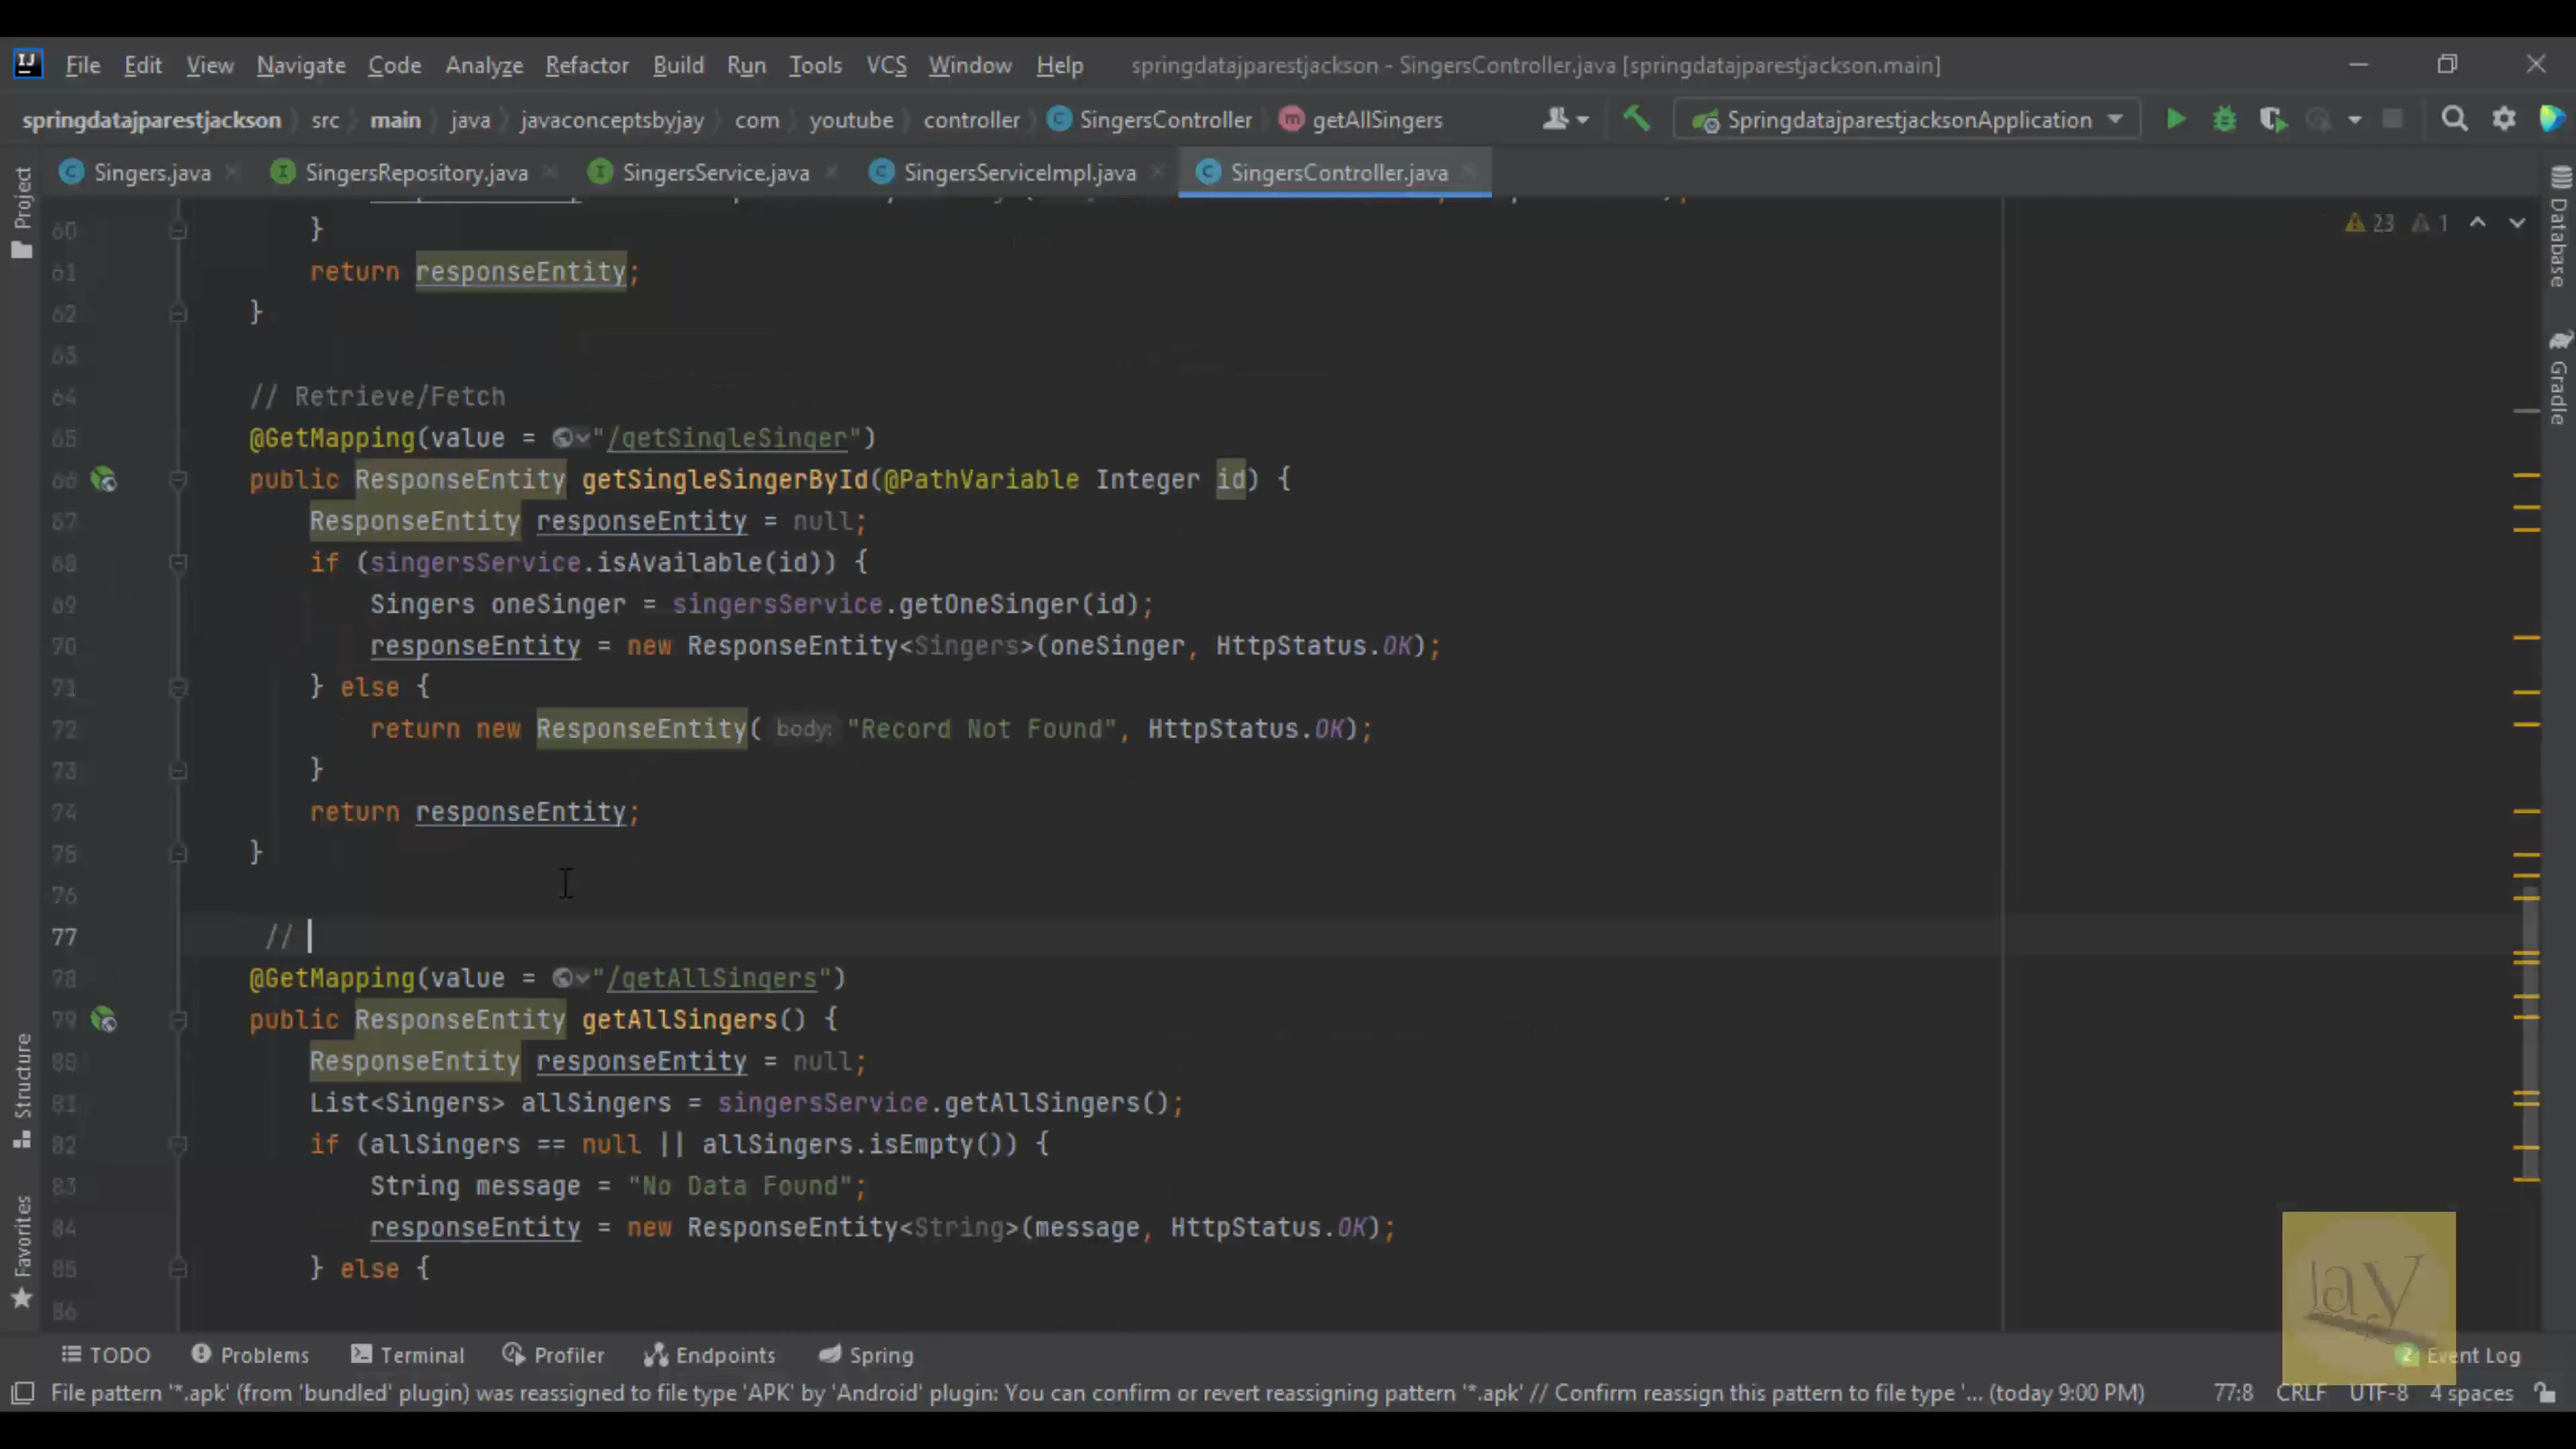 File Edit View Navigate Code Analyze Refactor Build Run Tools VCS Window Help springdatajparestjackson - SingersController.java [springdatajparestjackson.main]
springdatajparestjackson src main java javaconceptsbyjay com youtube controller SingersController getAllSingers SpringdatajparestjacksonApplication
Singers.java SingersRepository.java SingersService.java SingersServiceImpl.java SingersController.java
Project
Database
Gradle
Structure
Favorites
23 1
60 }
61 return responseEntity;
62 }
63
64 // Retrieve/Fetch
65 @GetMapping(value = "/getSingleSinger")
66 public ResponseEntity getSingleSingerById(@PathVariable Integer id) {
67 ResponseEntity responseEntity = null;
68 if (singersService.isAvailable(id)) {
69 Singers oneSinger = singersService.getOneSinger(id);
70 responseEntity = new ResponseEntity<Singers>(oneSinger, HttpStatus.OK);
71 } else {
72 return new ResponseEntity( body: "Record Not Found", HttpStatus.OK);
73 }
74 return responseEntity;
75 }
76
77 //
78 @GetMapping(value = "/getAllSingers")
79 public ResponseEntity getAllSingers() {
80 ResponseEntity responseEntity = null;
81 List<Singers> allSingers = singersService.getAllSingers();
82 if (allSingers == null || allSingers.isEmpty()) {
83 String message = "No Data Found";
84 responseEntity = new ResponseEntity<String>(message, HttpStatus.OK);
85 } else {
86
TODO Problems Terminal Profiler Endpoints Spring 2 Event Log
File pattern '*.apk' (from 'bundled' plugin) was reassigned to file type 'APK' by 'Android' plugin: You can confirm or revert reassigning pattern '*.apk' // Confirm reassign this pattern to file type '... (today 9:00 PM) 77:8 CRLF UTF-8 4 spaces